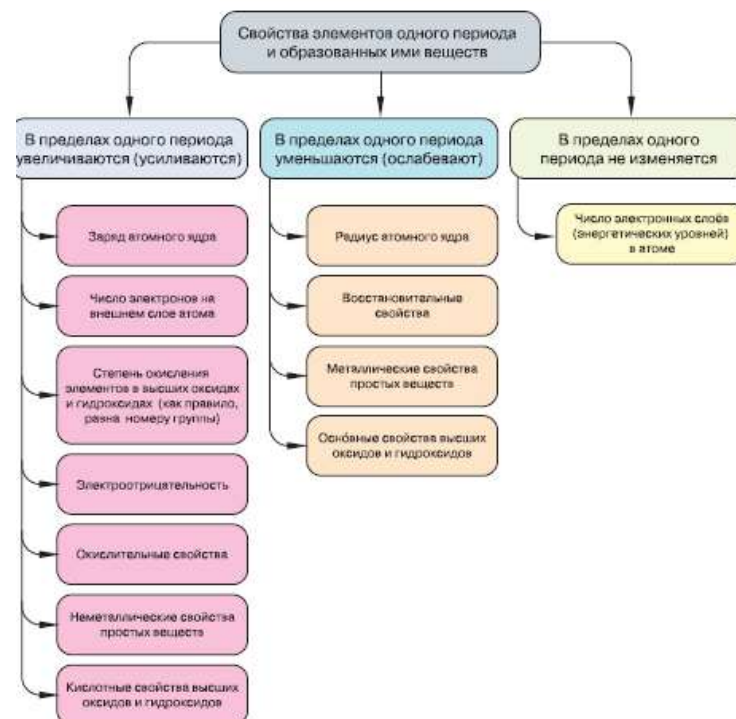 Свойства элементов одного периода
и образованных ими веществ
В пределах одного периода
увеличиваются (усиливаются)
Заряд атомного ядра
Число электронов на
внешнем слое атома
Степень окисления
элементов в высших оксидах
и гидроксидах (как правило,
равна номеру группы)
Электроотрицательность
Окислительные свойства
Неметаллические свойства
простых веществ
Кислотные свойства высших
оксидов и гидроксидов
В пределах одного периода
уменьшаются (ослабевают)
Радиус атомного ядра
Восстановительные
свойства
Металлические свойства
простых веществ
Осно́вные свойства высших
оксидов и гидроксидов
В пределах одного
периода не изменяется
Число электронных слоёв
(энергетических уровней)
в атоме